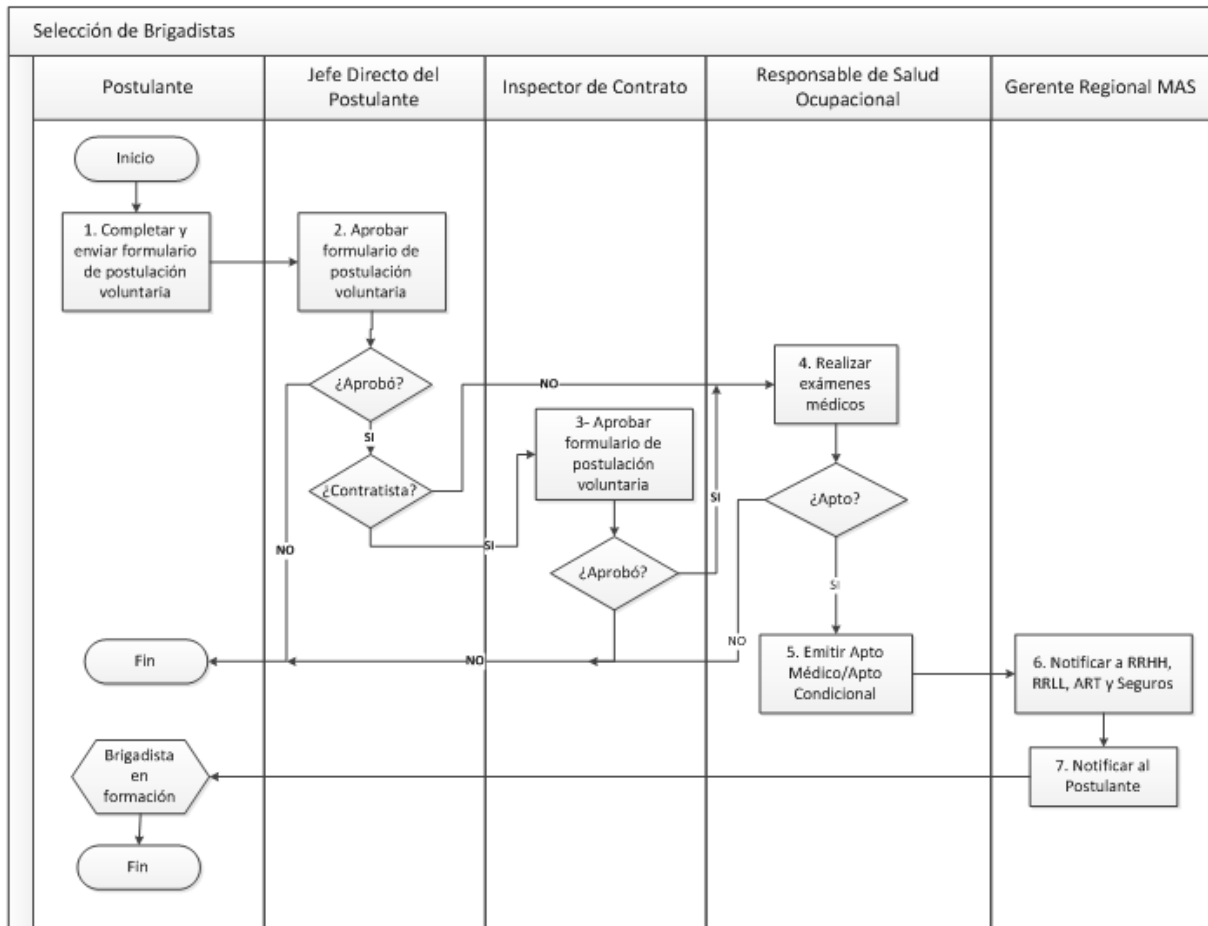 Selección de Brigadistas
Postulante
Jefe Directo del
Postulante
Inspector de Contrato
Responsable de Salud
Ocupacional
Gerente Regional MAS
Inicio
1. Completar y
enviar formulario
de postulación
voluntaria
2. Aprobar
formulario de
postulación
voluntaria
¿Aprobó?
NO
SI
¿Contratista?
NO
SI
3- Aprobar
formulario de
postulación
voluntaria
¿Aprobó?
SI
NO
4. Realizar
exámenes
médicos
¿Apto?
SI
NO
5. Emitir Apto
Médico/Apto
Condicional
6. Notificar a RRHH,
RRLL, ART y Seguros
7. Notificar al
Postulante
Fin
Brigadista
en
formación
Fin